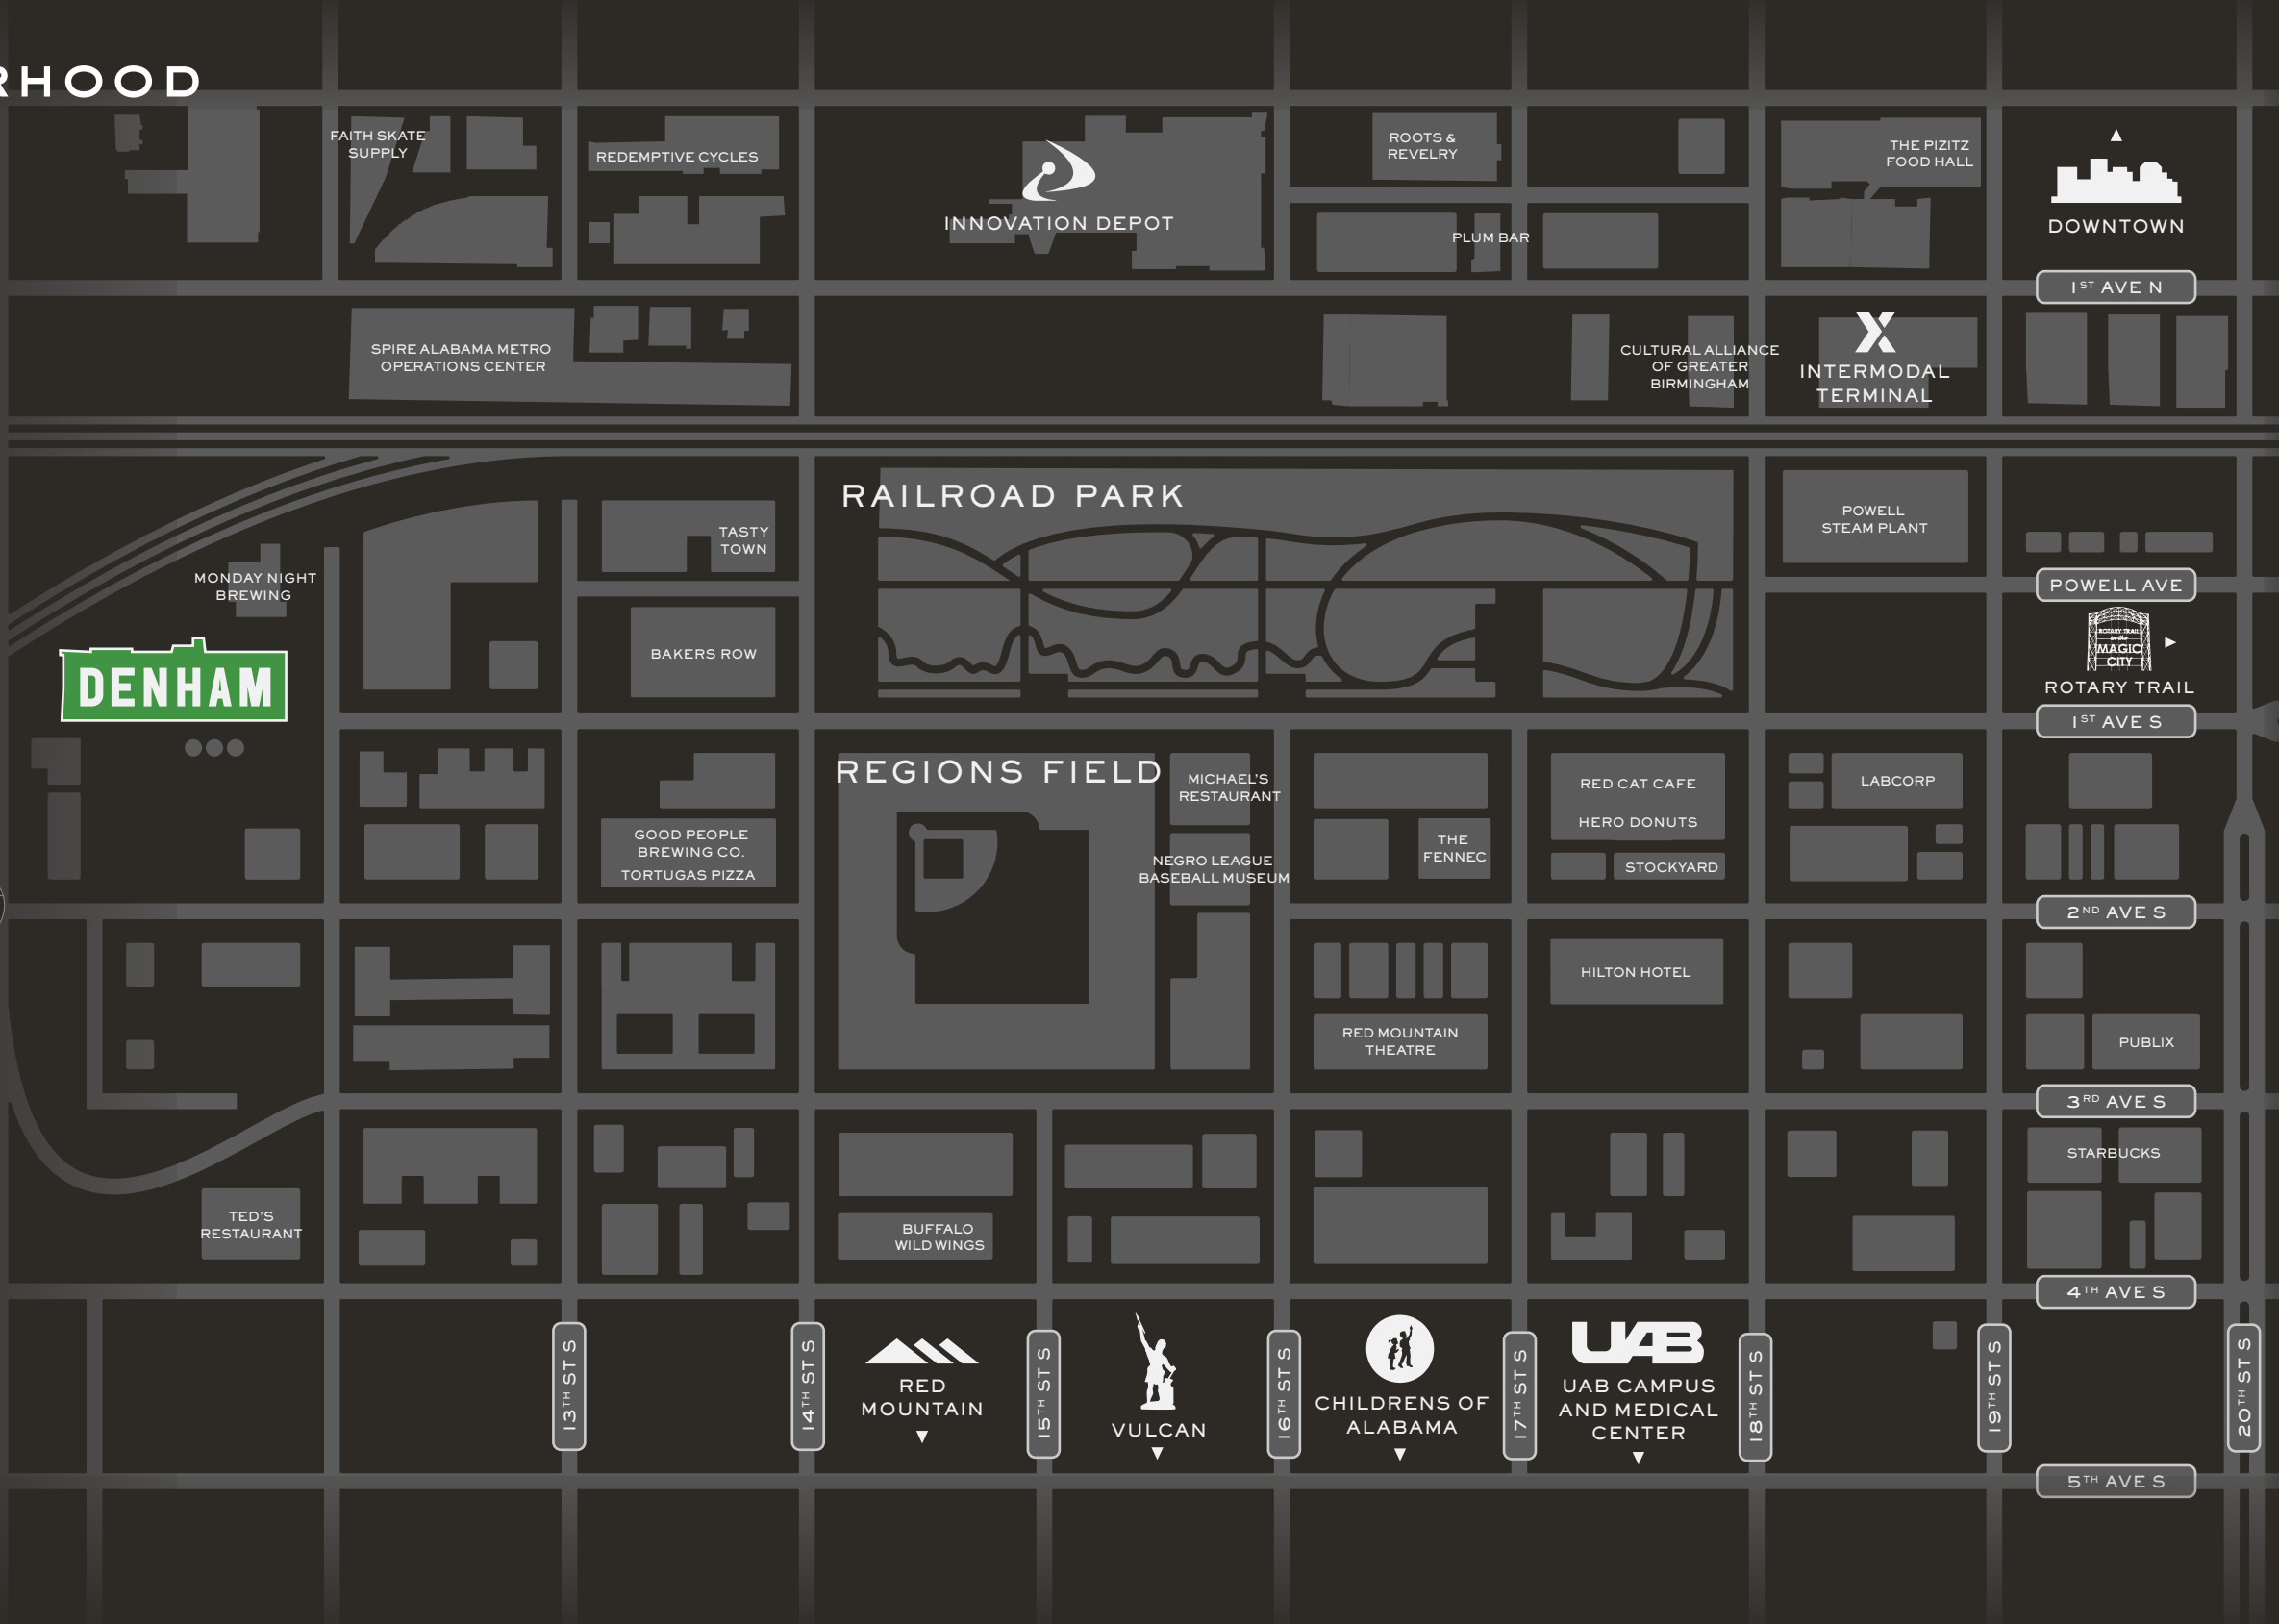 RHOOD
FAITH SKATE
SUPPLY
REDEMPTIVE CYCLES
INNOVATION DEPOT
ROOTS &
REVELRY
PLUM BAR
THE PIZITZ
FOOD HALL
DOWNTOWN
1ST AVE N
SPIRE ALABAMA METRO
OPERATIONS CENTER
CULTURAL ALLIANCE
OF GREATER
BIRMINGHAM
INTERMODAL
TERMINAL
RAILROAD PARK
TASTY
TOWN
POWELL
STEAM PLANT
MONDAY NIGHT
BREWING
POWELL AVE
DENHAM
BAKERS ROW
ROTARY TRAIL
in the
MAGIC
CITY
ROTARY TRAIL
1ST AVE S
REGIONS FIELD
MICHAEL'S
RESTAURANT
RED CAT CAFE
HERO DONUTS
LABCORP
GOOD PEOPLE
BREWING CO.
TORTUGAS PIZZA
NEGRO LEAGUE
BASEBALL MUSEUM
THE
FENNEC
STOCKYARD
2ND AVE S
HILTON HOTEL
RED MOUNTAIN
THEATRE
PUBLIX
3RD AVE S
STARBUCKS
TED'S
RESTAURANT
BUFFALO
WILD WINGS
4TH AVE S
13TH ST S
14TH ST S
RED
MOUNTAIN
15TH ST S
VULCAN
16TH ST S
CHILDRENS OF
ALABAMA
17TH ST S
UAB
UAB CAMPUS
AND MEDICAL
CENTER
18TH ST S
19TH ST S
20TH ST S
5TH AVE S